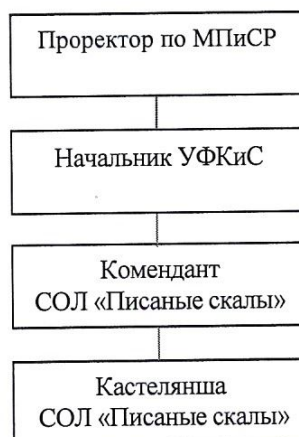 Проректор по МПиСР
Начальник УФКиС
Комендант
СОЛ «Писаные скалы»
Кастелянша
СОЛ «Писаные скалы»